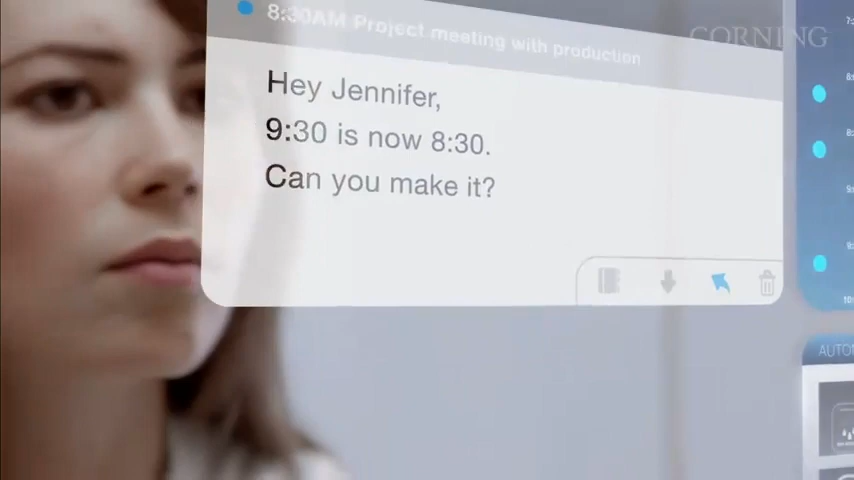 8:30AM Project meeting with production
CORNING
Hey Jennifer,
9:30 is now 8:30.
Can you make it?